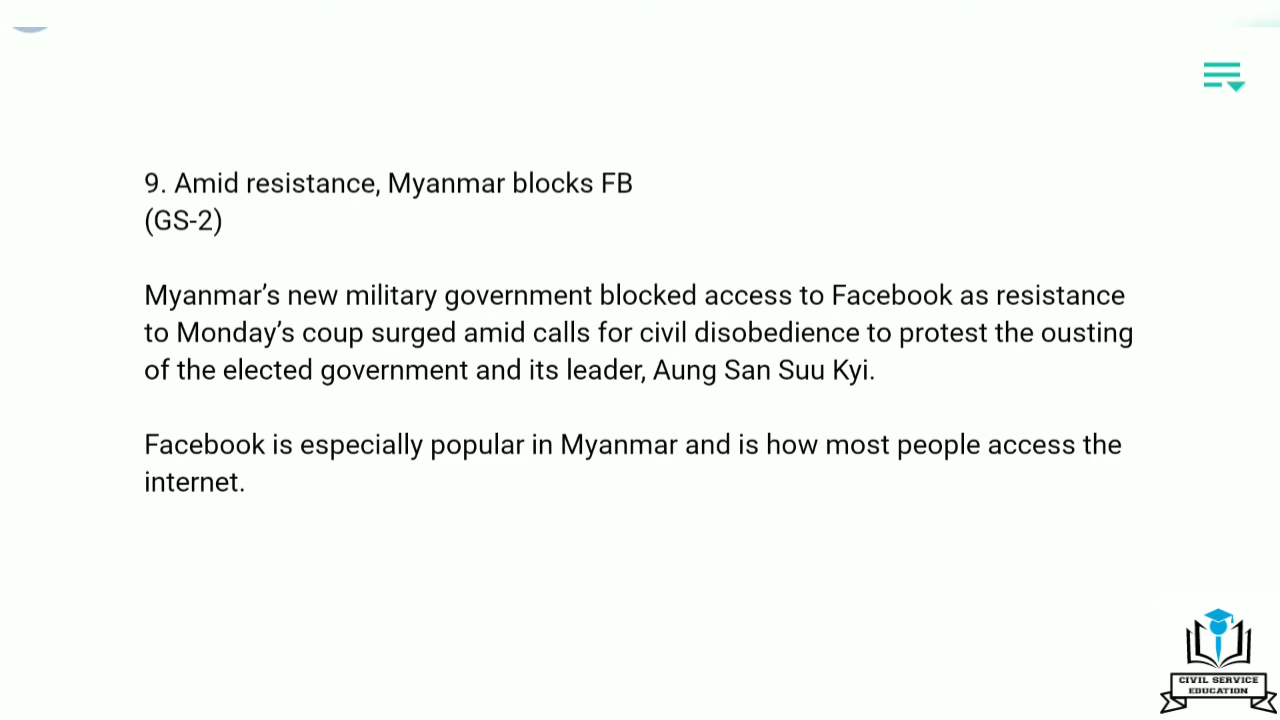 9. Amid resistance, Myanmar blocks FB
(GS-2)
Myanmar’s new military government blocked access to Facebook as resistance
to Monday’s coup surged amid calls for civil disobedience to protest the ousting
of the elected government and its leader, Aung San Suu Kyi.
Facebook is especially popular in Myanmar and is how most people access the
internet.
CIVIL SERVICE
EDUCATION